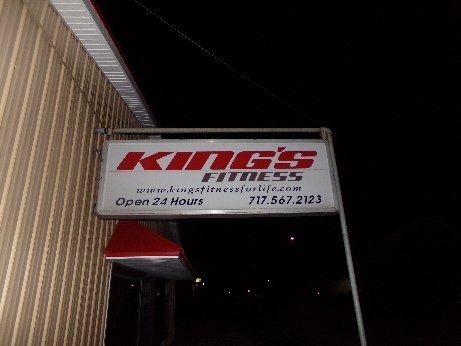 KING'S
FITNESS
www.kingsfitnessforlife.com
Open 24 Hours 717.567.2123